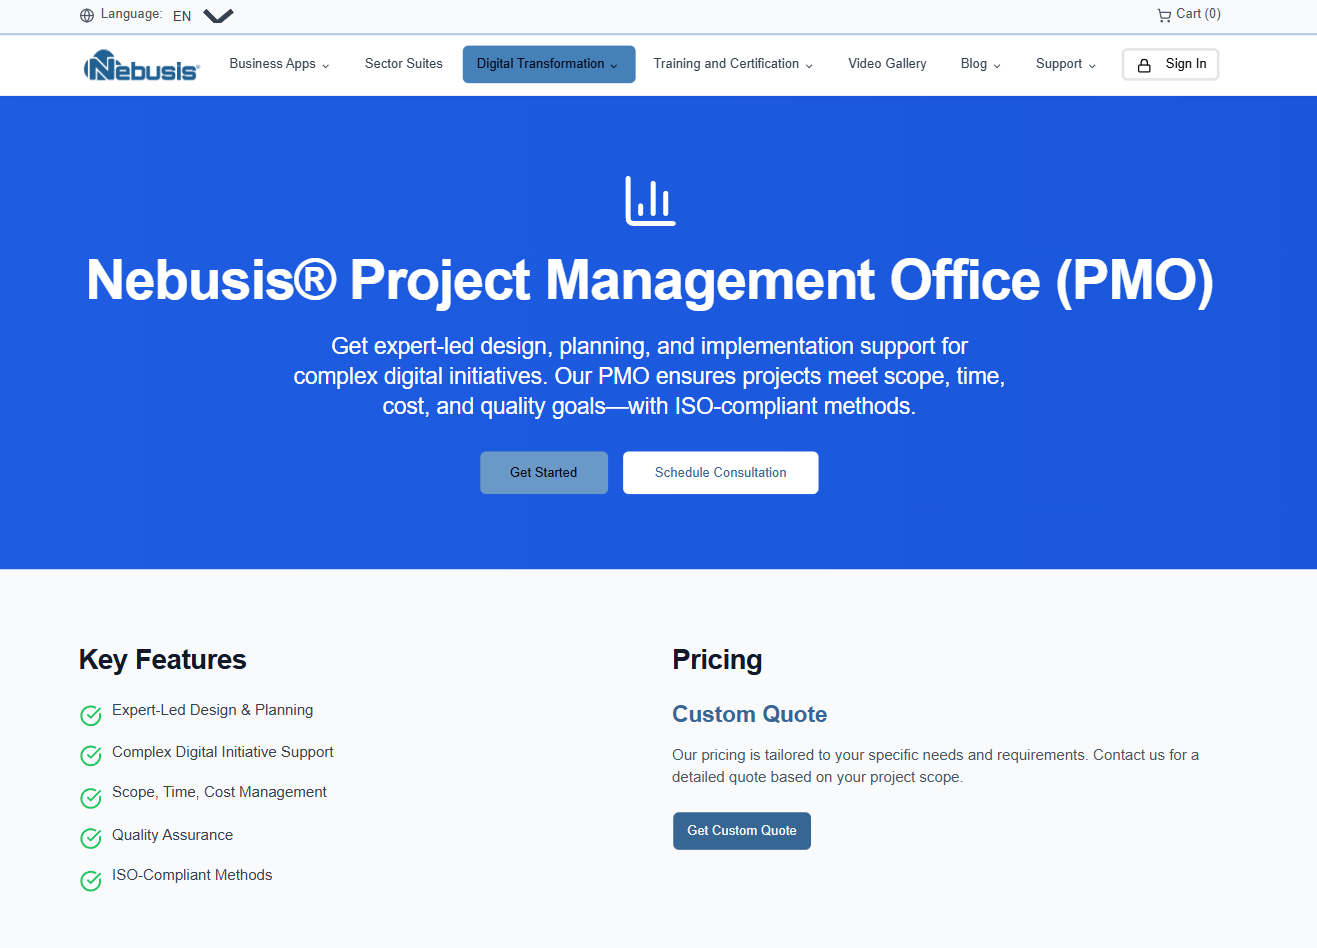 Language: EN
Cart (0)
Nebusis®
Business Apps
Sector Suites
Digital Transformation
Training and Certification
Video Gallery
Blog
Support
Sign In
Nebusis® Project Management Office (PMO)
Get expert-led design, planning, and implementation support for
complex digital initiatives. Our PMO ensures projects meet scope, time,
cost, and quality goals—with ISO-compliant methods.
Get Started
Schedule Consultation
Key Features
Expert-Led Design & Planning
Complex Digital Initiative Support
Scope, Time, Cost Management
Quality Assurance
ISO-Compliant Methods
Pricing
Custom Quote
Our pricing is tailored to your specific needs and requirements. Contact us for a
detailed quote based on your project scope.
Get Custom Quote